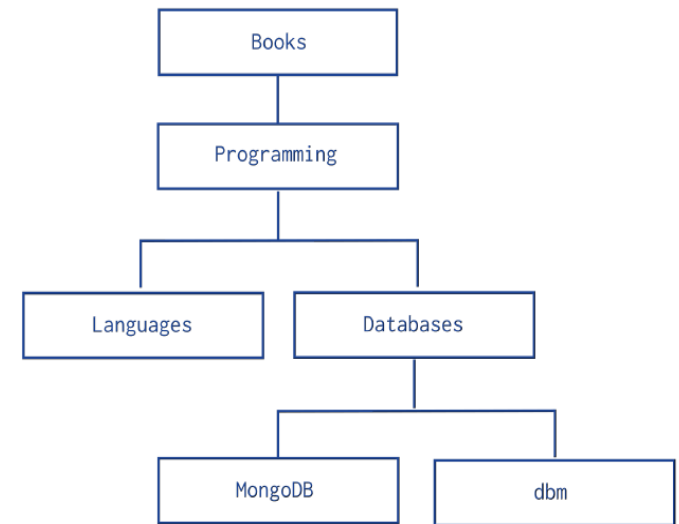 Books
Programming
Languages
Databases
MongoDB
dbm